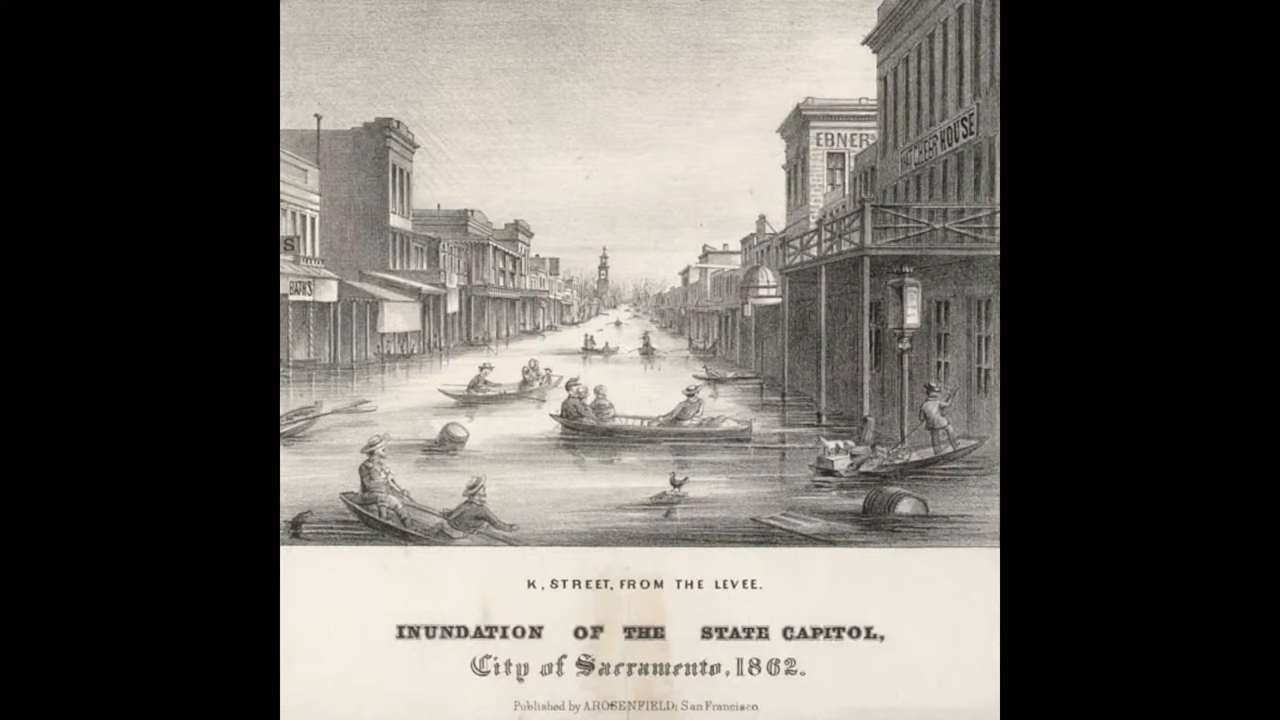 EBNER'S
WHAT CHEER HOUSE
S
BATHS
K, STREET, FROM THE LEVEE.
INUNDATION OF THE STATE CAPITOL,
City of Sacramento, 1862.
Published by A ROSENFIELD; San Francisco.